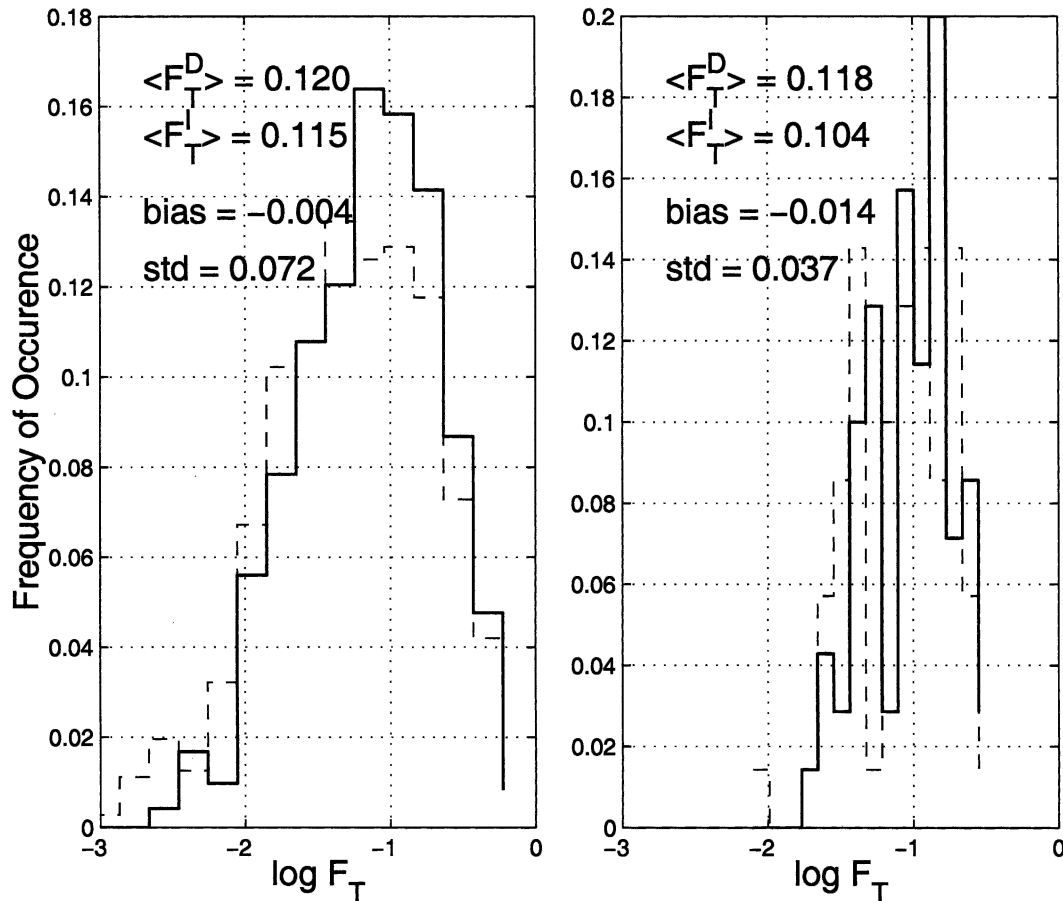 0.18
0.16
0.14
0.12
0.1
0.08
0.06
0.04
0.02
0
Frequency of Occurence
<F_T^D> = 0.120
<F_T^I> = 0.115
bias = −0.004
std = 0.072
−3
−2
−1
0
log F_T
0.2
0.18
0.16
0.14
0.12
0.1
0.08
0.06
0.04
0.02
0
<F_T^D> = 0.118
<F_T^I> = 0.104
bias = −0.014
std = 0.037
−3
−2
−1
0
log F_T